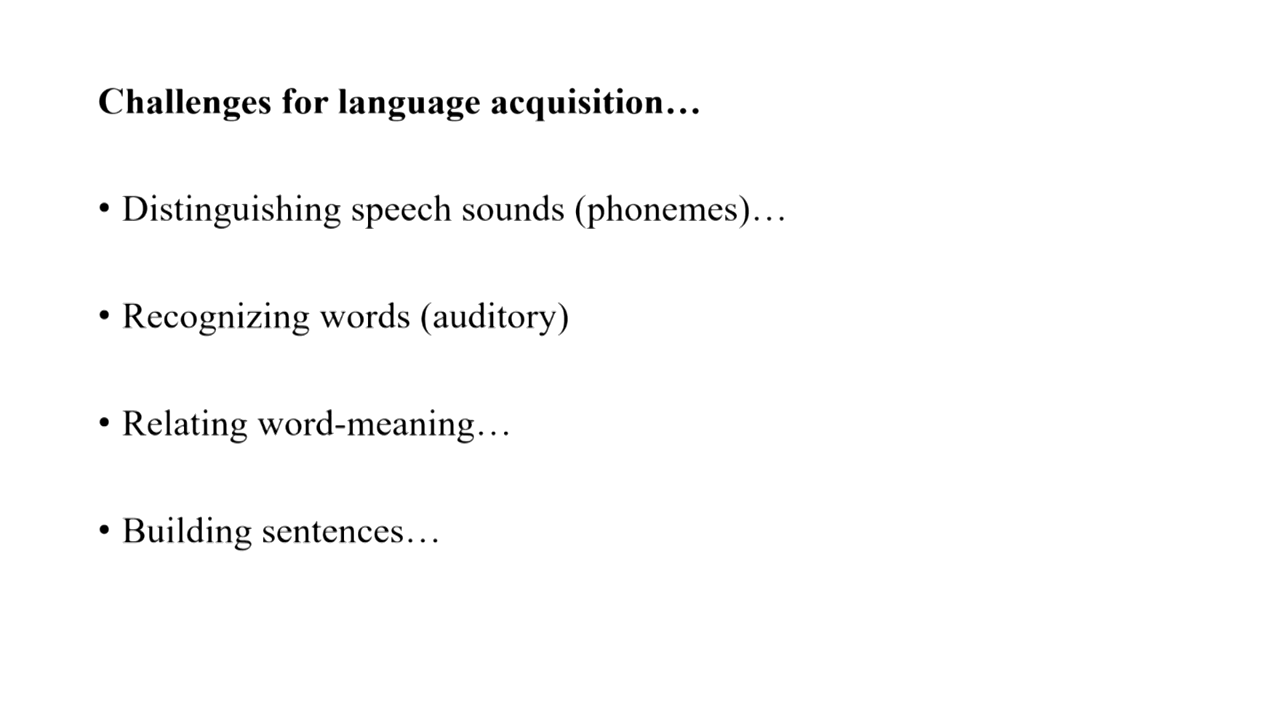 Challenges for language acquisition…
• Distinguishing speech sounds (phonemes)…
• Recognizing words (auditory)
• Relating word-meaning…
• Building sentences…